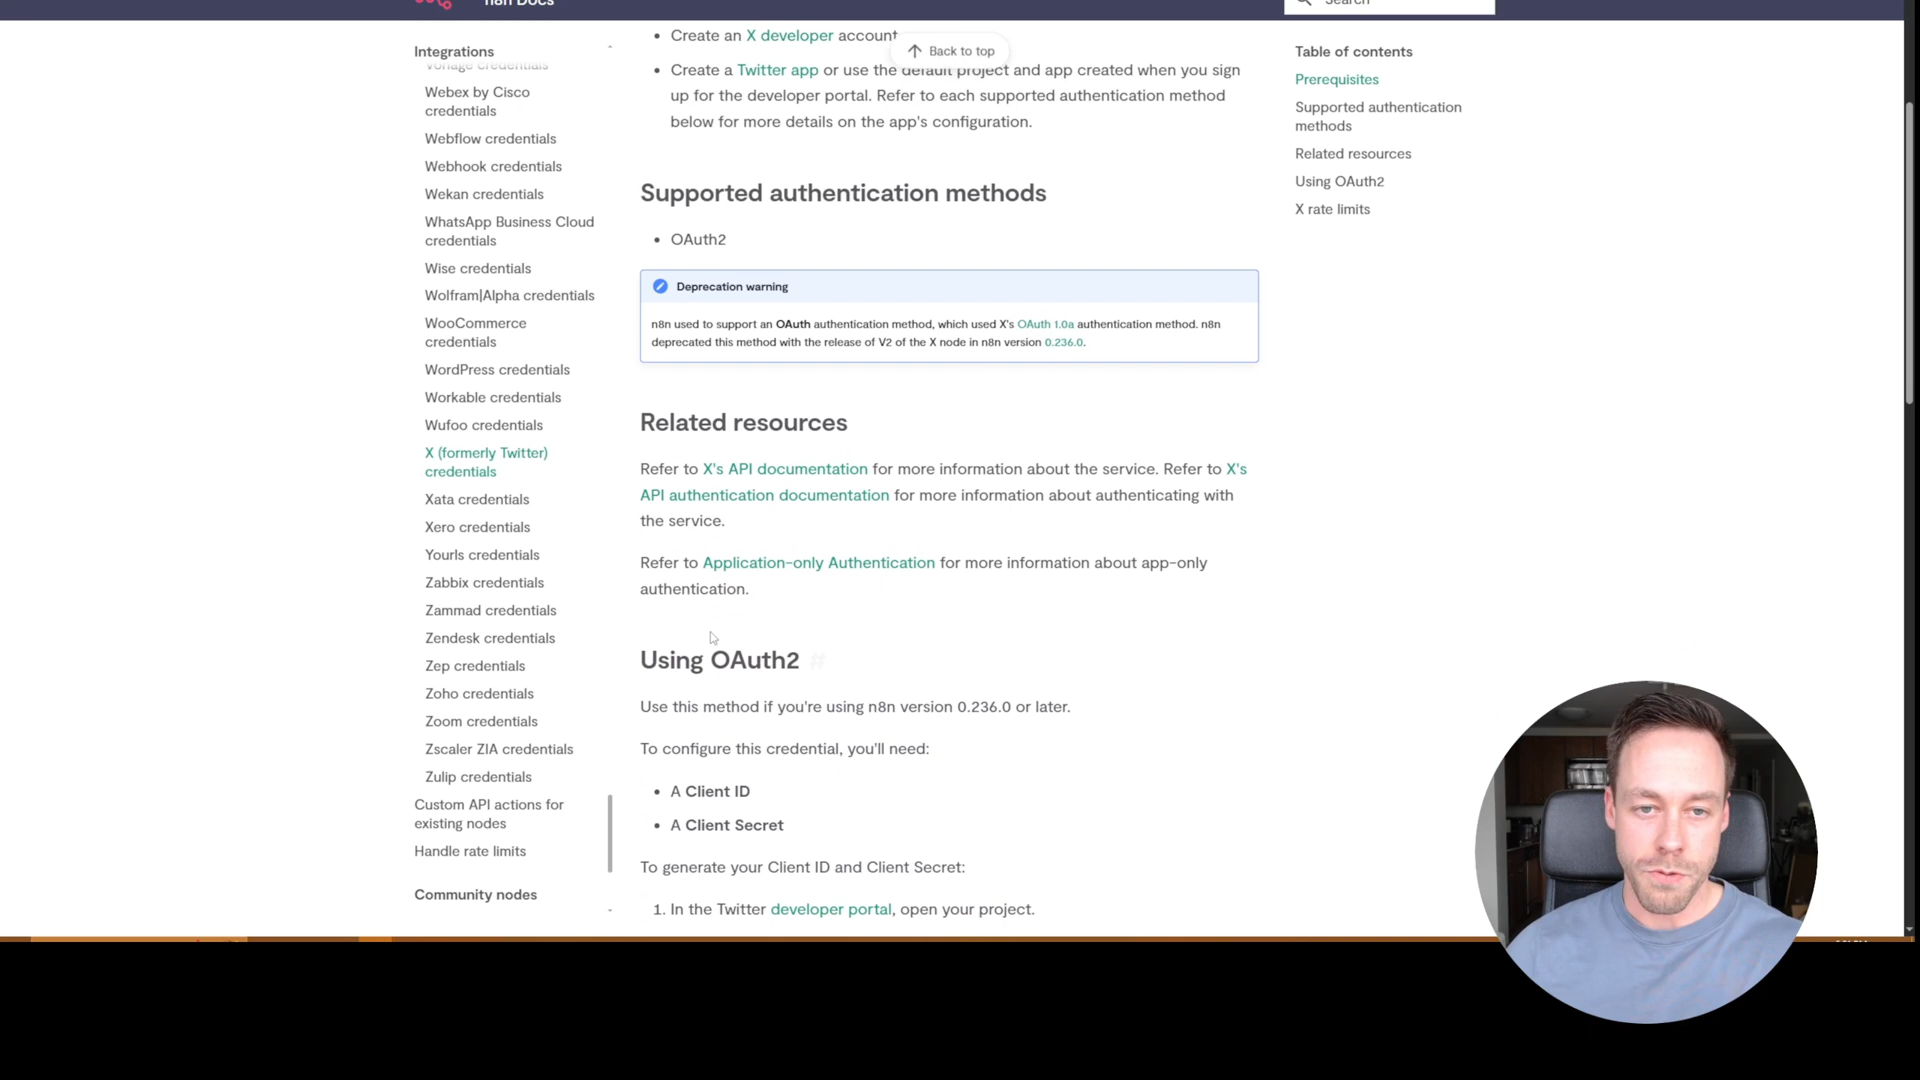 n8n Docs
Search
Integrations
Vonage credentials
Webex by Cisco
credentials
Webflow credentials
Webhook credentials
Wekan credentials
WhatsApp Business Cloud
credentials
Wise credentials
Wolfram|Alpha credentials
WooCommerce
credentials
WordPress credentials
Workable credentials
Wufoo credentials
X (formerly Twitter)
credentials
Xata credentials
Xero credentials
Yourls credentials
Zabbix credentials
Zammad credentials
Zendesk credentials
Zep credentials
Zoho credentials
Zoom credentials
Zscaler ZIA credentials
Zulip credentials
Custom API actions for
existing nodes
Handle rate limits
Community nodes
• Create an X developer account
Back to top
• Create a Twitter app or use the default project and app created when you sign
up for the developer portal. Refer to each supported authentication method
below for more details on the app's configuration.
Supported authentication methods
• OAuth2
Deprecation warning
n8n used to support an OAuth authentication method, which used X's OAuth 1.0a authentication method. n8n
deprecated this method with the release of V2 of the X node in n8n version 0.236.0.
Related resources
Refer to X's API documentation for more information about the service. Refer to X's
API authentication documentation for more information about authenticating with
the service.
Refer to Application-only Authentication for more information about app-only
authentication.
Using OAuth2 #
Use this method if you're using n8n version 0.236.0 or later.
To configure this credential, you'll need:
• A Client ID
• A Client Secret
To generate your Client ID and Client Secret:
1. In the Twitter developer portal, open your project.
Table of contents
Prerequisites
Supported authentication
methods
Related resources
Using OAuth2
X rate limits